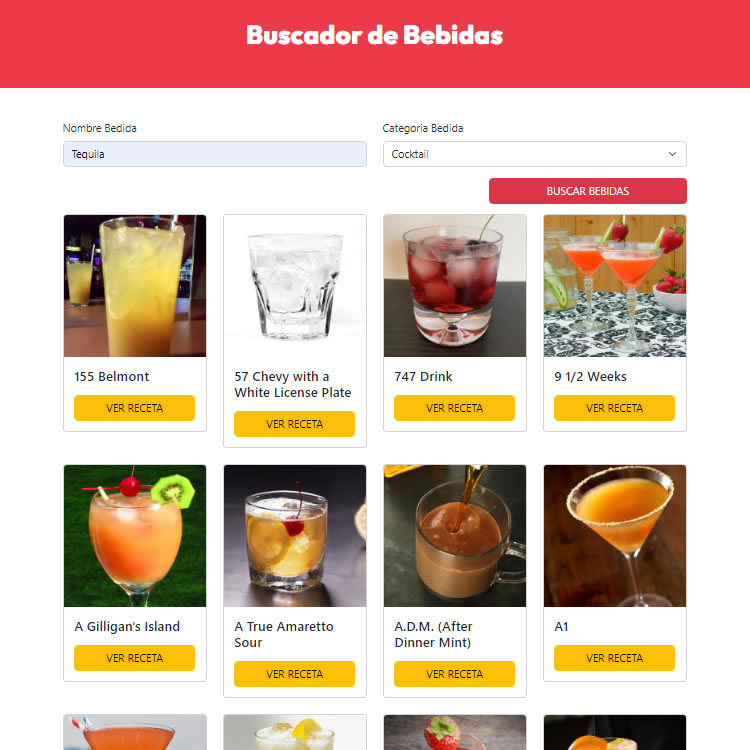 Buscador de Bebidas
Nombre Bedida
Categoria Bedida
Tequila
Cocktail
BUSCAR BEBIDAS
155 Belmont
VER RECETA
57 Chevy with a
White License Plate
VER RECETA
747 Drink
VER RECETA
9 1/2 Weeks
VER RECETA
A Gilligan's Island
VER RECETA
A True Amaretto
Sour
VER RECETA
A.D.M. (After
Dinner Mint)
VER RECETA
A1
VER RECETA